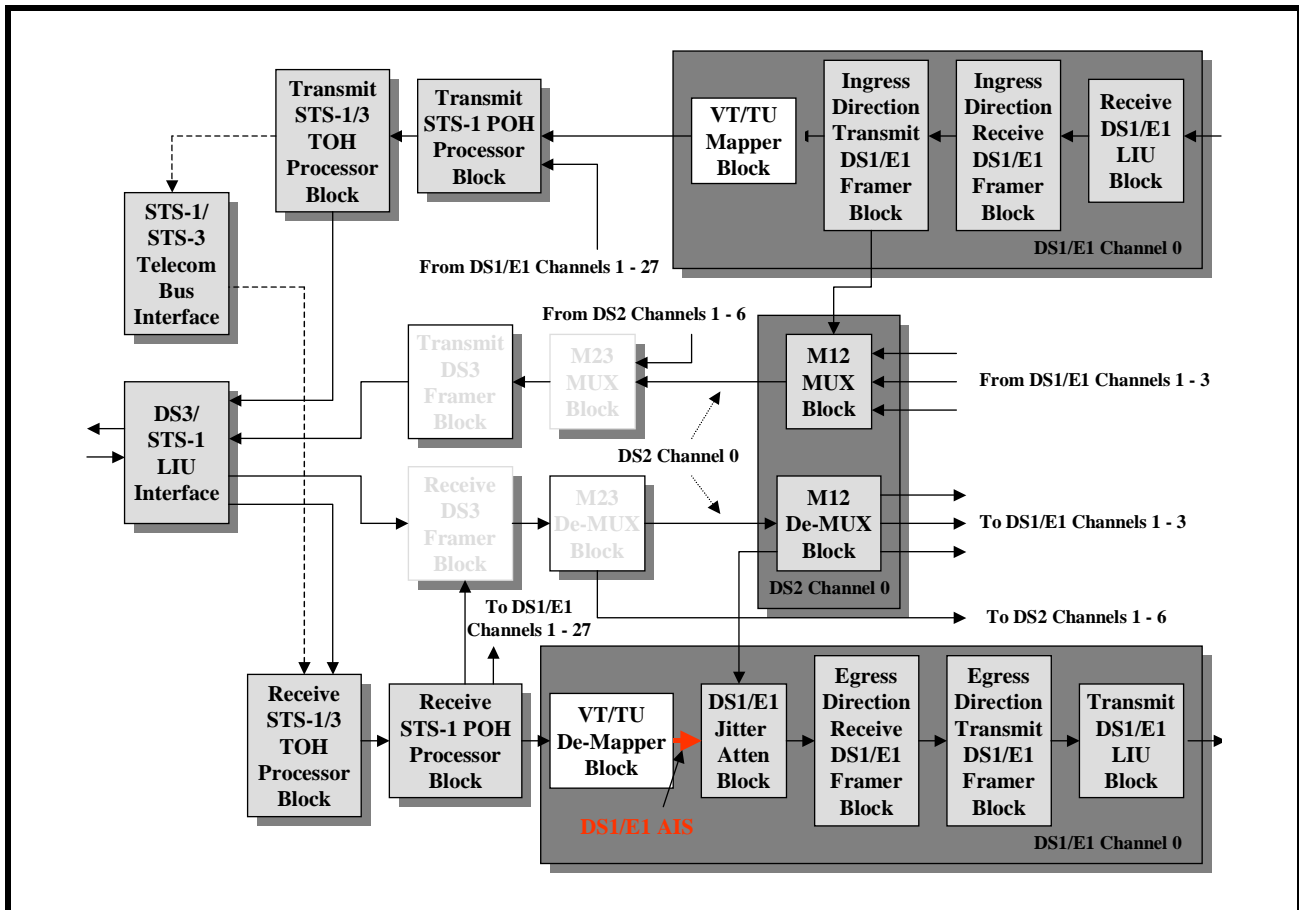 Transmit
STS-1/3
TOH
Processor
Block
Transmit
STS-1 POH
Processor
Block
VT/TU
Mapper
Block
Ingress
Direction
Transmit
DS1/E1
Framer
Block
Ingress
Direction
Receive
DS1/E1
Framer
Block
Receive
DS1/E1
LIU
Block
DS1/E1 Channel 0
STS-1/
STS-3
Telecom
Bus
Interface
From DS1/E1 Channels 1 - 27
From DS2 Channels 1 - 6
Transmit
DS3
Framer
Block
M23
MUX
Block
M12
MUX
Block
From DS1/E1 Channels 1 - 3
DS3/
STS-1
LIU
Interface
DS2 Channel 0
Receive
DS3
Framer
Block
M23
De-MUX
Block
M12
De-MUX
Block
To DS1/E1 Channels 1 - 3
DS2 Channel 0
To DS1/E1
Channels 1 - 27
To DS2 Channels 1 - 6
Receive
STS-1/3
TOH
Processor
Block
Receive
STS-1 POH
Processor
Block
VT/TU
De-Mapper
Block
DS1/E1
Jitter
Atten
Block
Egress
Direction
Receive
DS1/E1
Framer
Block
Egress
Direction
Transmit
DS1/E1
Framer
Block
Transmit
DS1/E1
LIU
Block
DS1/E1 AIS
DS1/E1 Channel 0